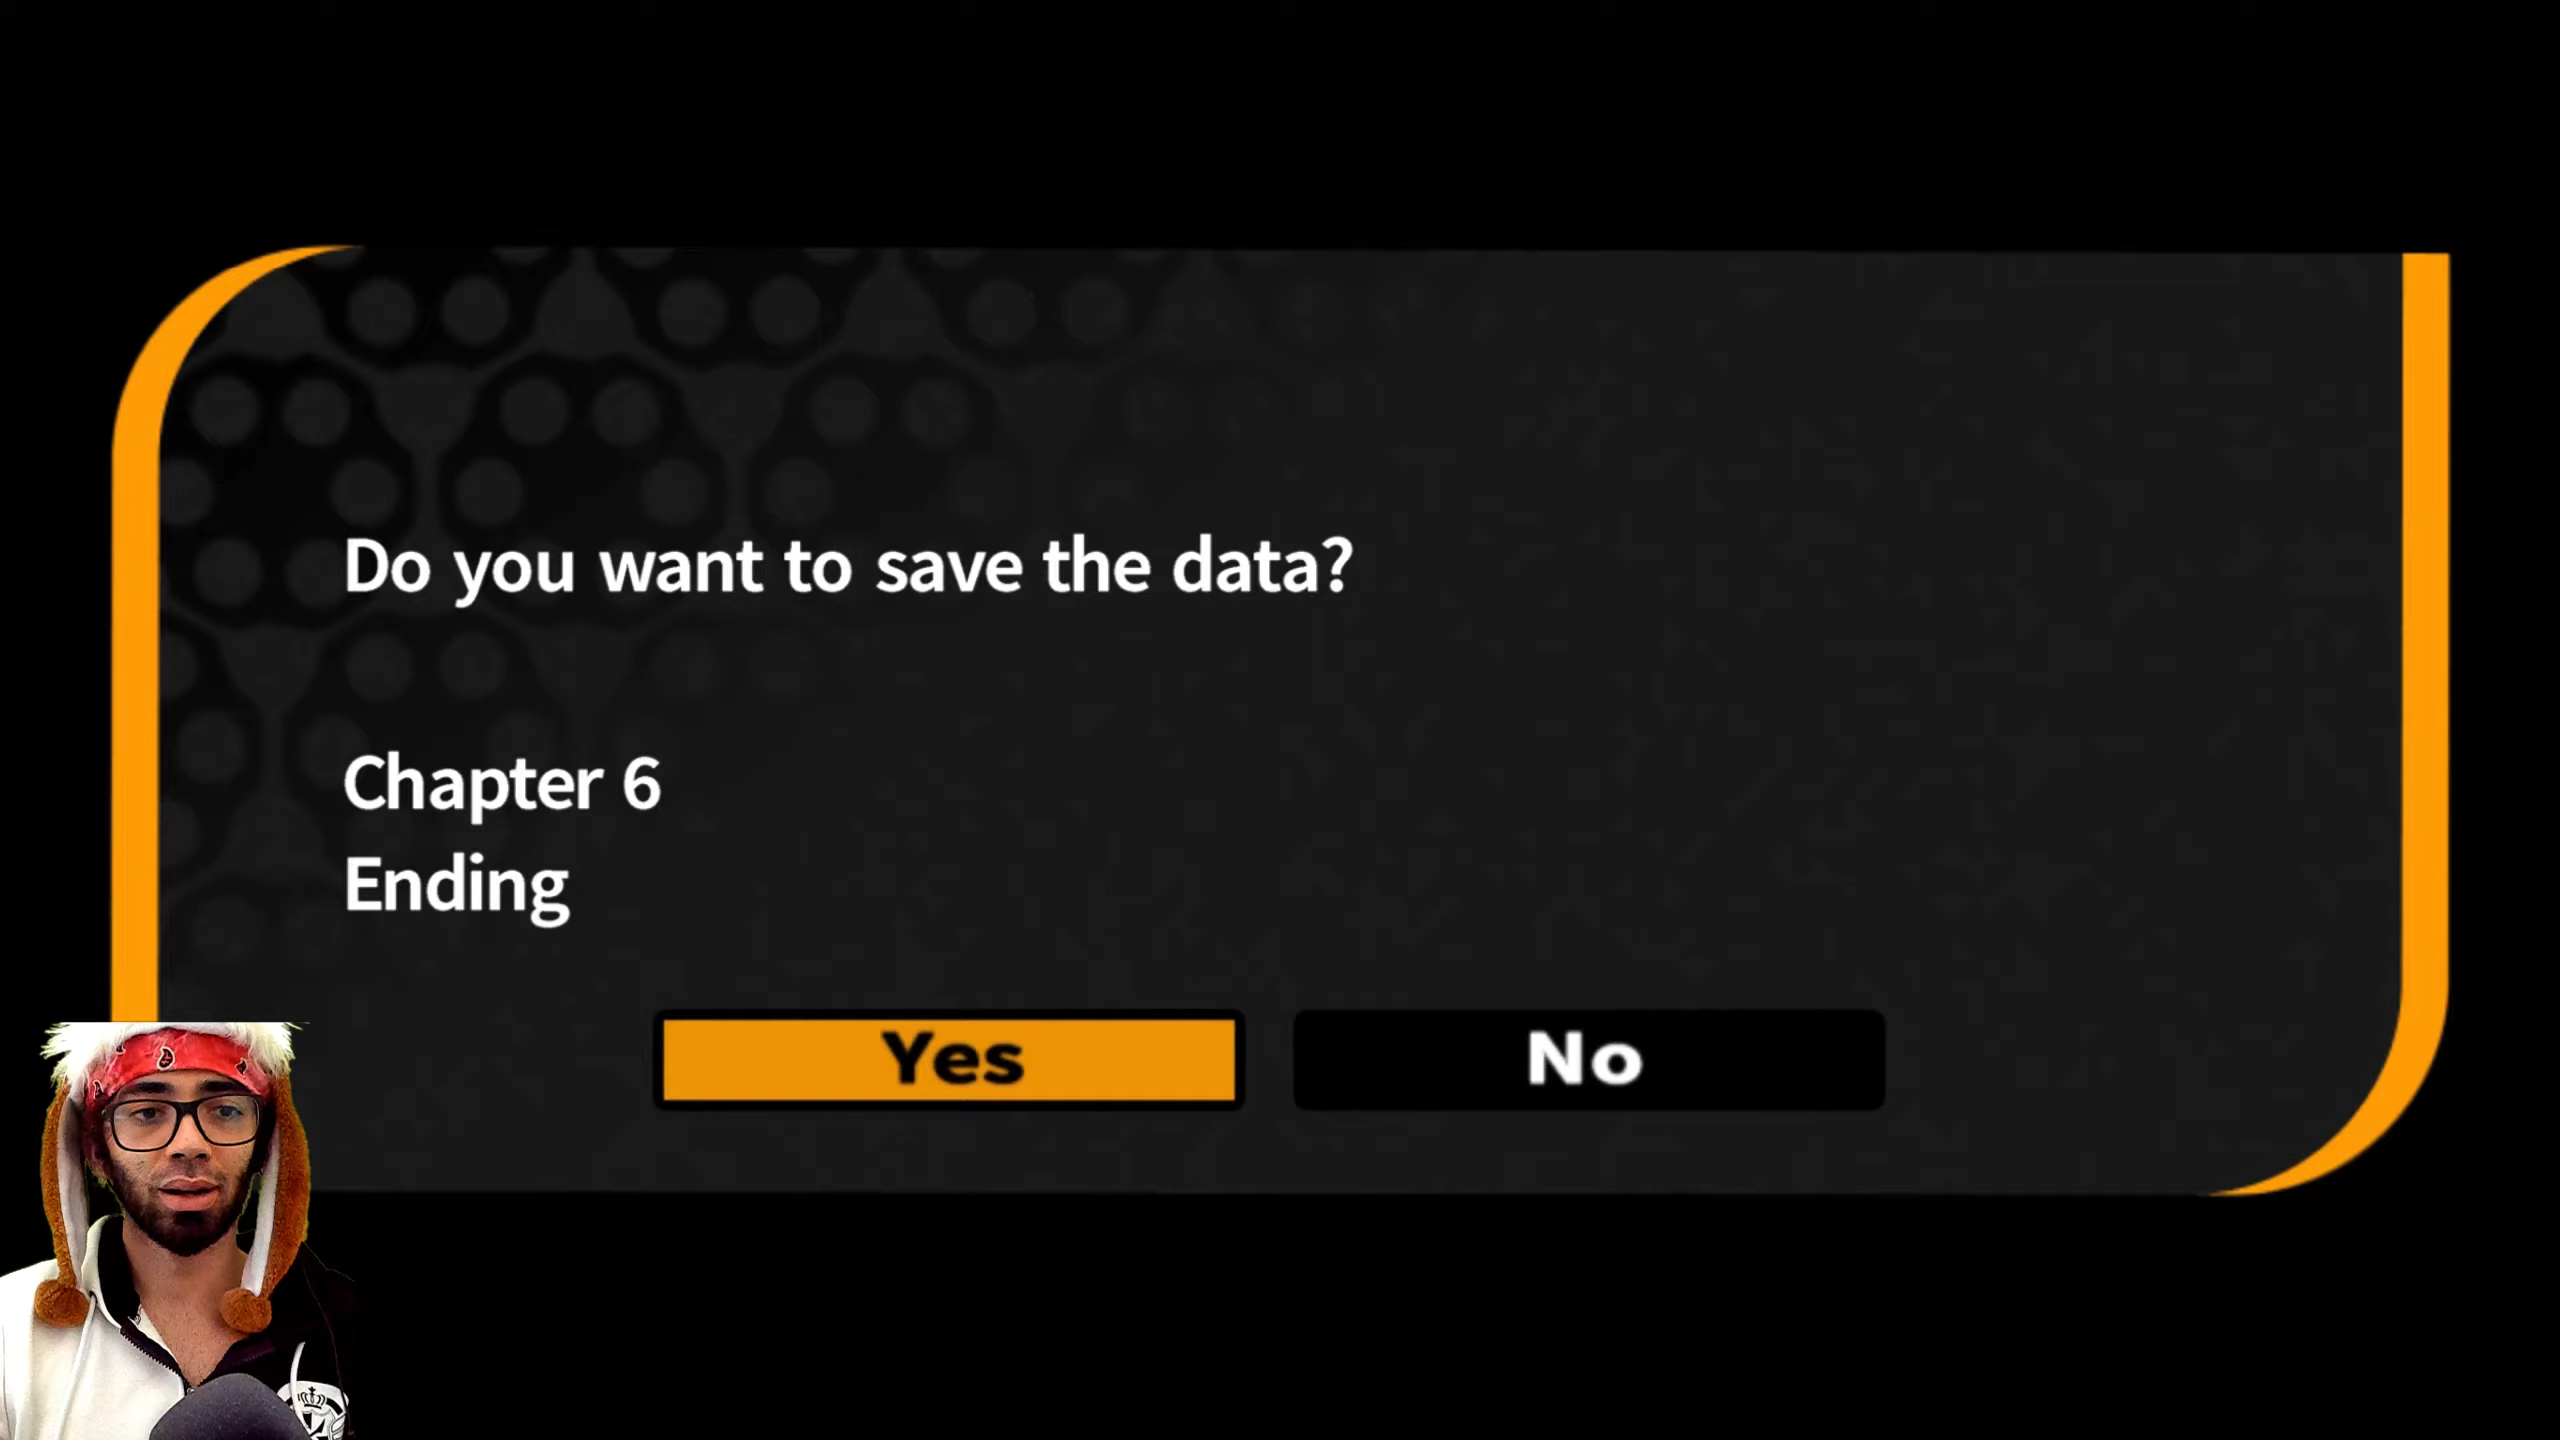 Do you want to save the data?
Chapter 6
Ending
Yes
No